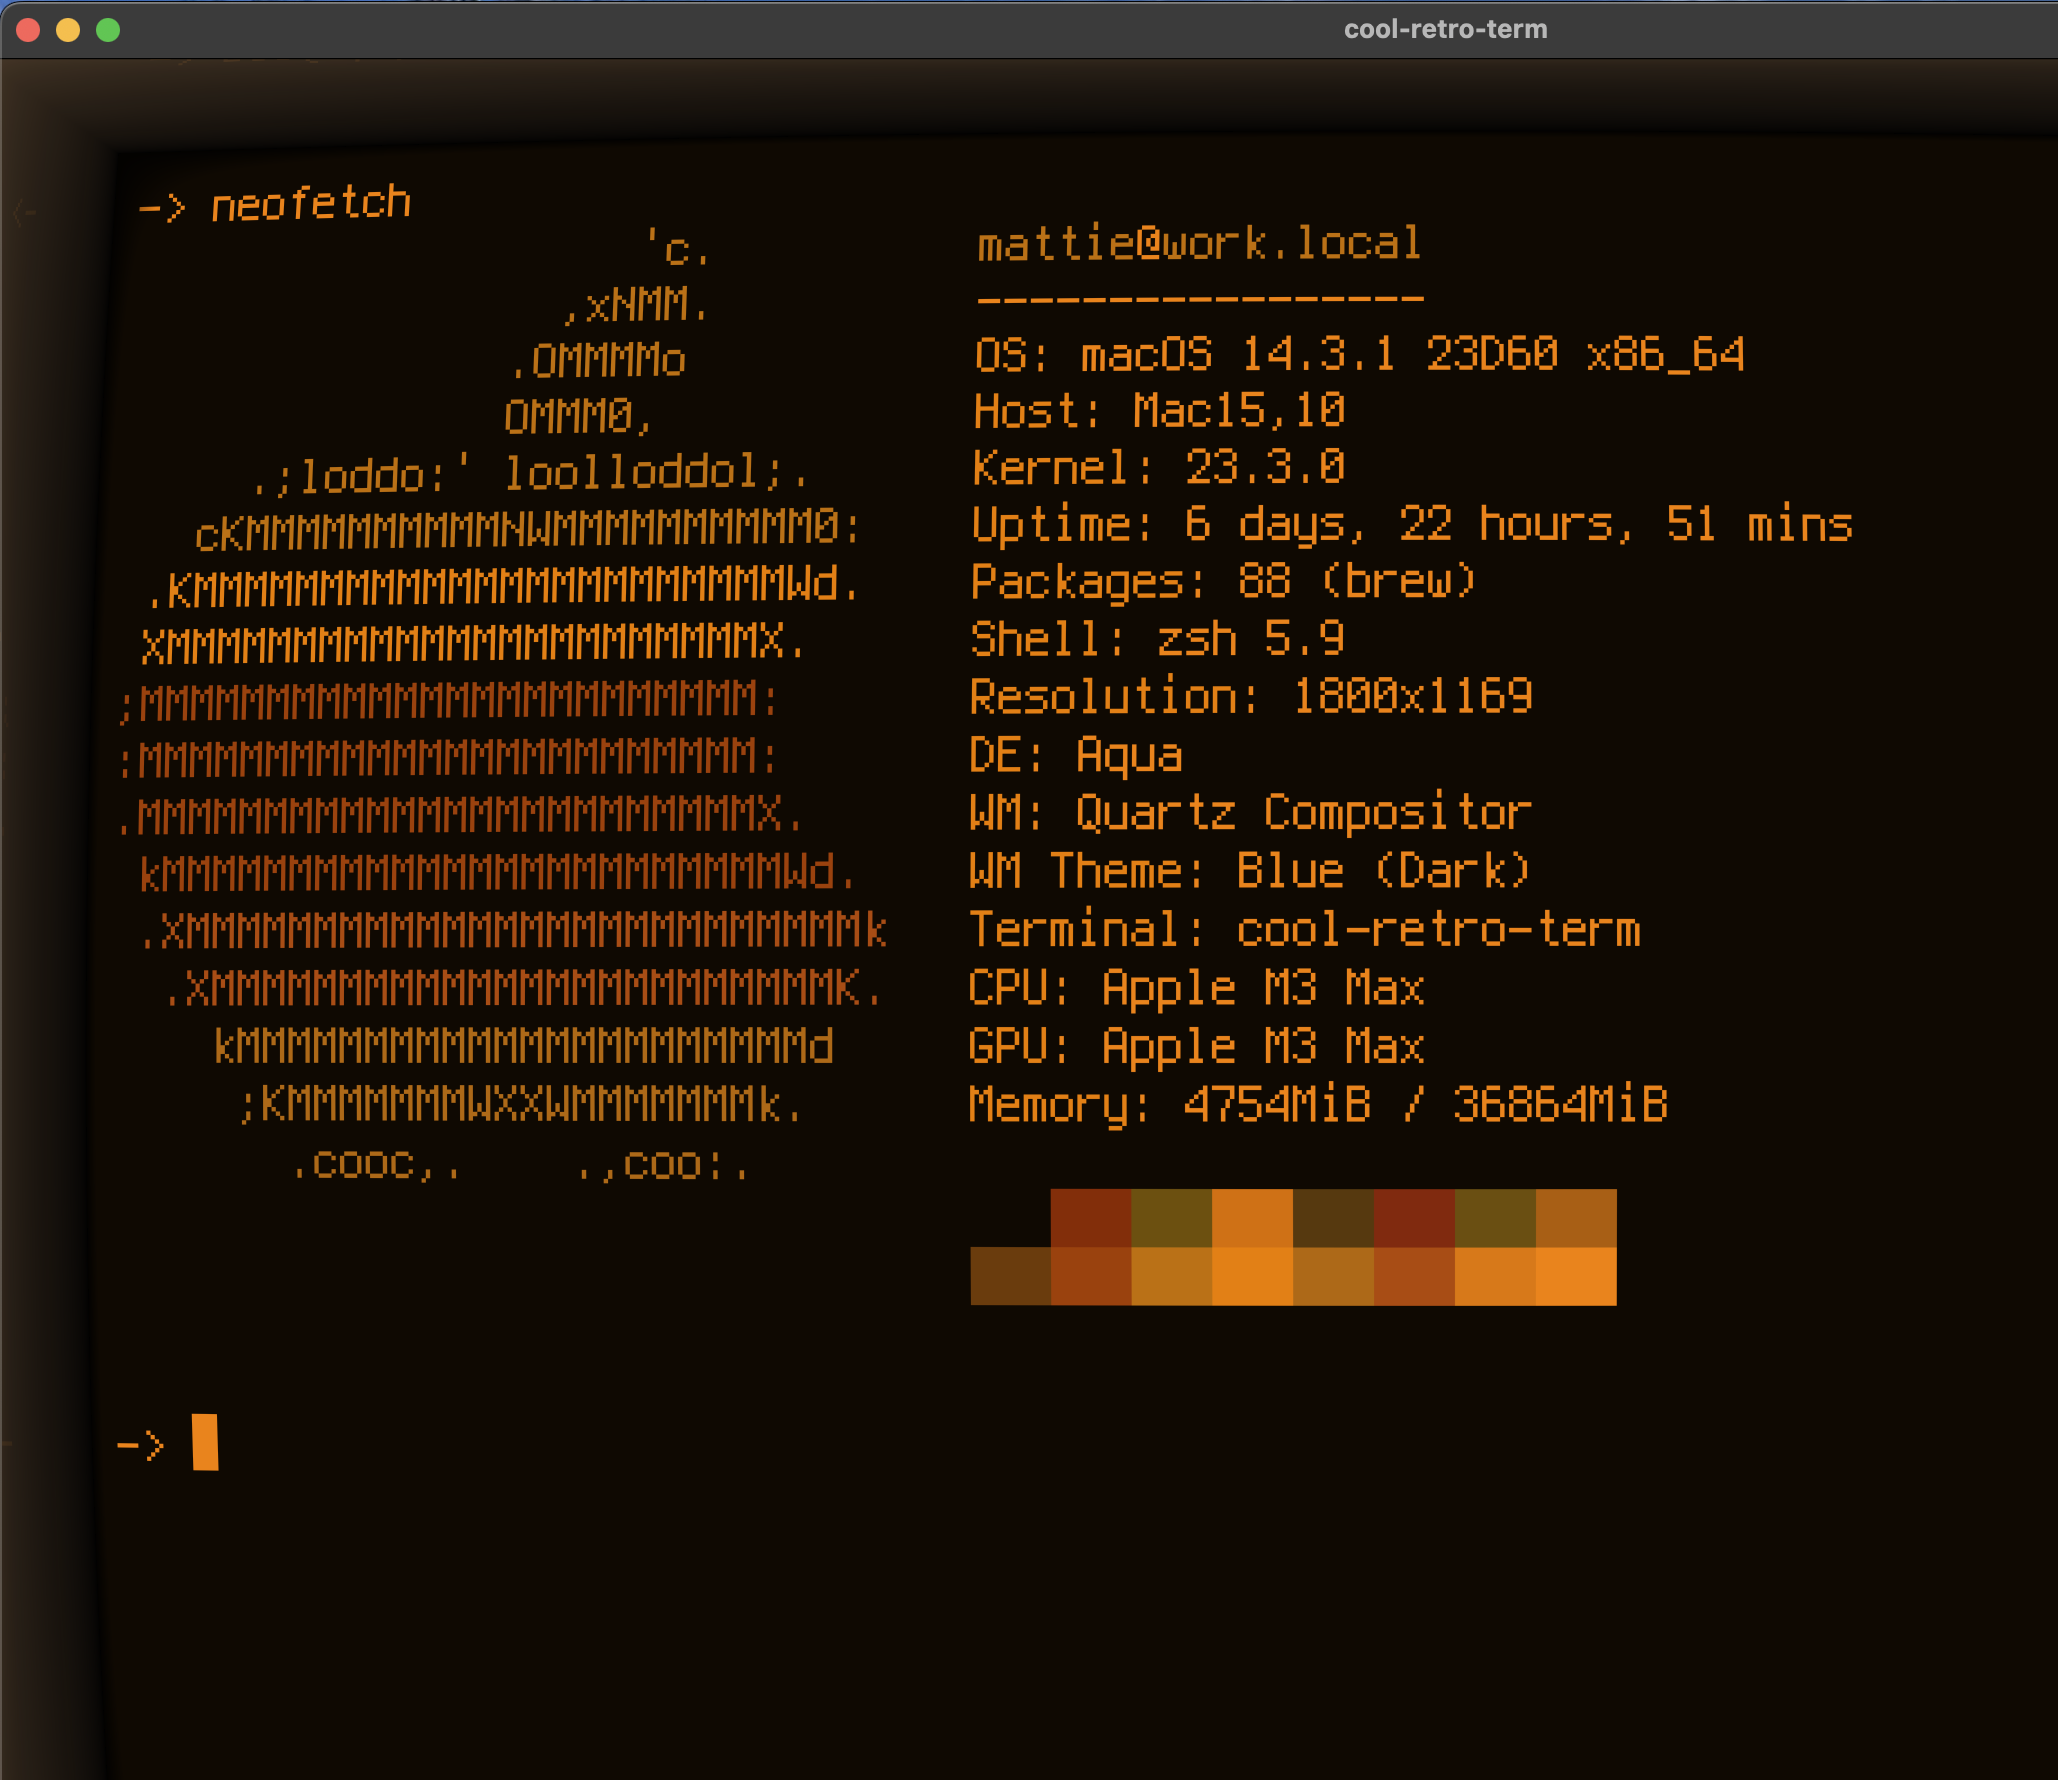 cool-retro-term
-> neofetch
'c.
mattie@work.local
,xNMM.
-----------------
.OMMMMo
OS: macOS 14.3.1 23D60 x86_64
OMMM0,
Host: Mac15,10
.;loddo:' loolloddol;.
Kernel: 23.3.0
cKMMMMMMMMMMNWMMMMMMMMMM0:
Uptime: 6 days, 22 hours, 51 mins
.KMMMMMMMMMMMMMMMMMMMMMMMWd.
Packages: 88 (brew)
XMMMMMMMMMMMMMMMMMMMMMMMX.
Shell: zsh 5.9
;MMMMMMMMMMMMMMMMMMMMMMMM:
Resolution: 1800x1169
:MMMMMMMMMMMMMMMMMMMMMMMM:
DE: Aqua
.MMMMMMMMMMMMMMMMMMMMMMMMX.
WM: Quartz Compositor
kMMMMMMMMMMMMMMMMMMMMMMMMWd.
WM Theme: Blue (Dark)
.XMMMMMMMMMMMMMMMMMMMMMMMMMMk
Terminal: cool-retro-term
.XMMMMMMMMMMMMMMMMMMMMMMMMK.
CPU: Apple M3 Max
kMMMMMMMMMMMMMMMMMMMMMMd
GPU: Apple M3 Max
;KMMMMMMMWXXWMMMMMMMk.
Memory: 4754MiB / 36864MiB
.cooc,. .,coo:.
->